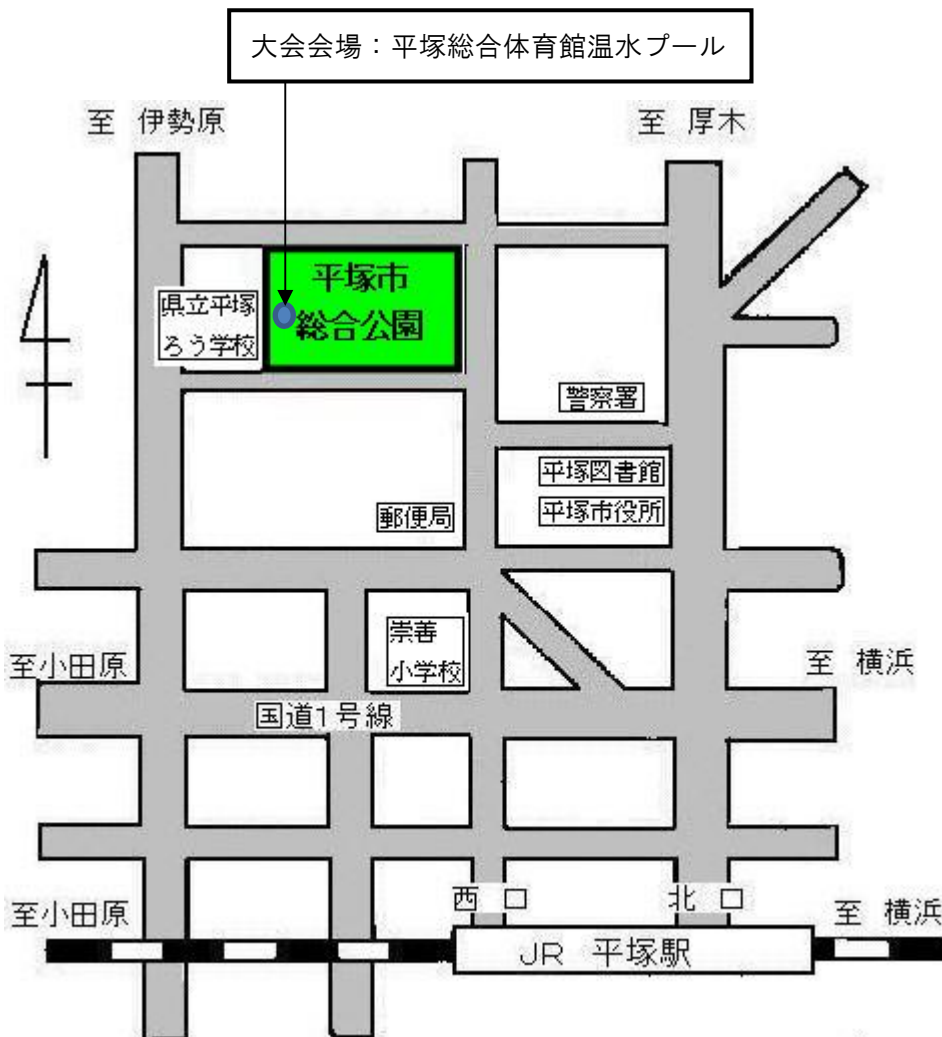 大会会場：平塚総合体育館温水プール
至 伊勢原
至 厚木
平塚市
総合公園
県立平塚
ろう学校
警察署
平塚図書館
平塚市役所
郵便局
崇善
小学校
至小田原
至 横浜
国道1号線
西 口
北 口
至小田原
至 横浜
JR 平塚駅